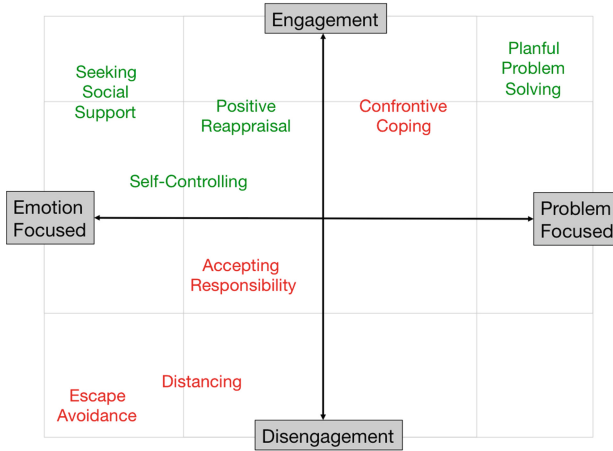 Engagement
Planful
Problem
Solving
Seeking
Social
Support
Positive
Reappraisal
Confrontive
Coping
Self-Controlling
Emotion
Focused
Problem
Focused
Accepting
Responsibility
Distancing
Escape
Avoidance
Disengagement